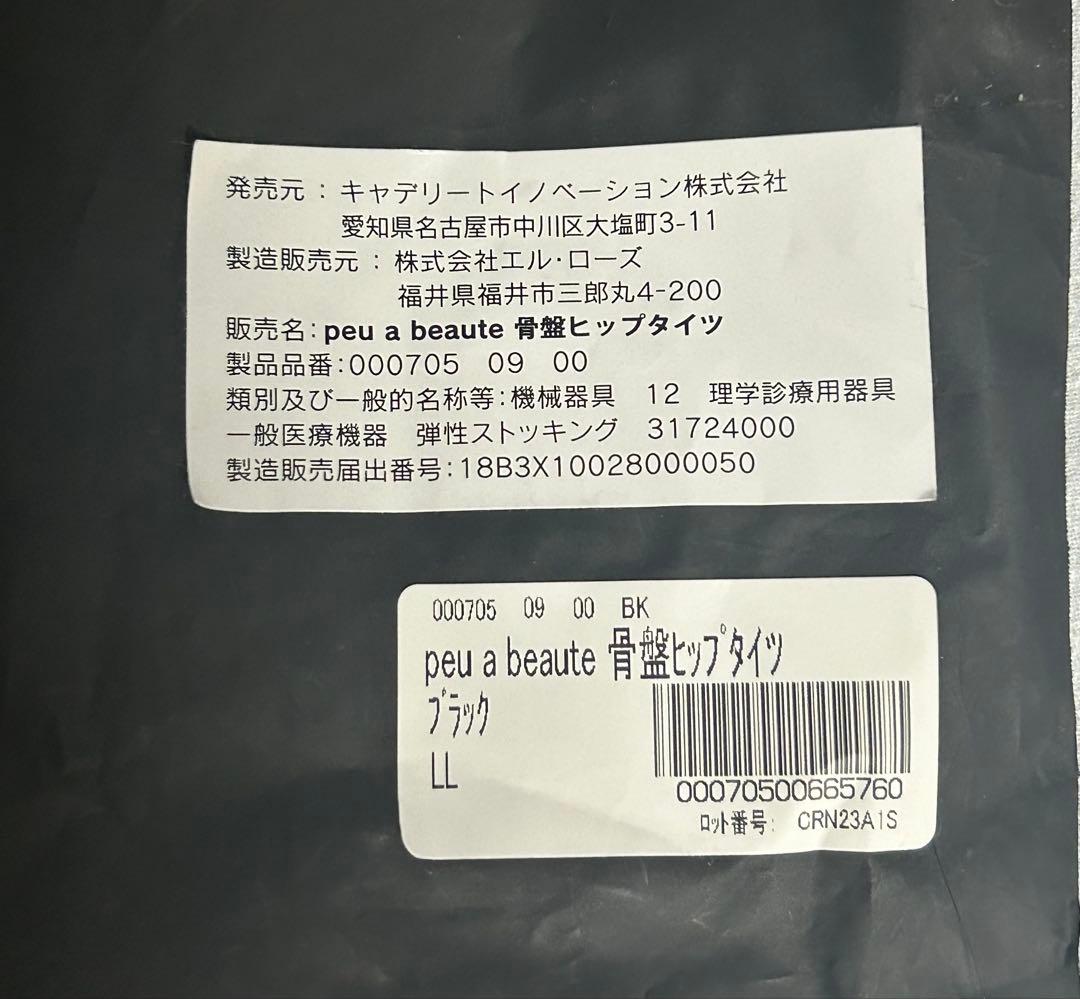 発売元：キャデリートイノベーション株式会社
愛知県名古屋市中川区大塩町3-11
製造販売元：株式会社エル・ローズ
福井県福井市三郎丸4-200
販売名：peu a beaute 骨盤ヒップタイツ
製品品番：000705　09　00
類別及び一般的名称等：機械器具　12　理学診療用器具
一般医療機器　弾性ストッキング　31724000
製造販売届出番号：18B3X10028000050
000705　09　00　BK
peu a beaute 骨盤ヒップタイツ
ブラック
LL
00070500665760
ロット番号：　CRN23A1S